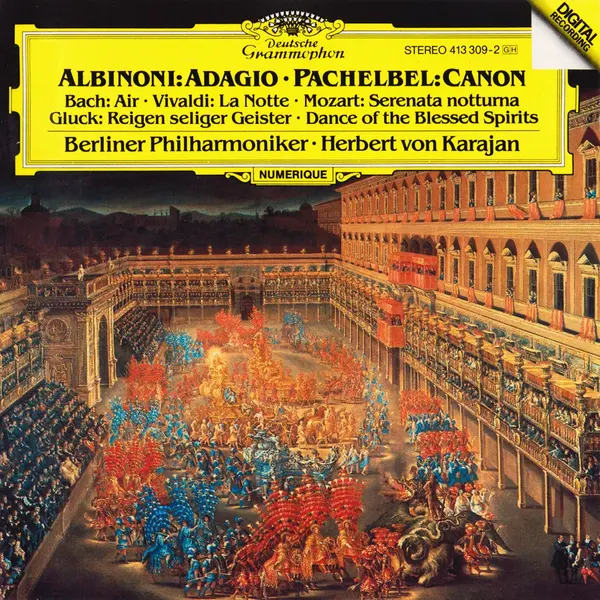 Deutsche
Grammophon
STEREO 413 309-2 GH
DIGITAL
RECORDING
ALBINONI: ADAGIO · PACHELBEL: CANON
Bach: Air · Vivaldi: La Notte · Mozart: Serenata notturna
Gluck: Reigen seliger Geister · Dance of the Blessed Spirits
Berliner Philharmoniker · Herbert von Karajan
NUMERIQUE